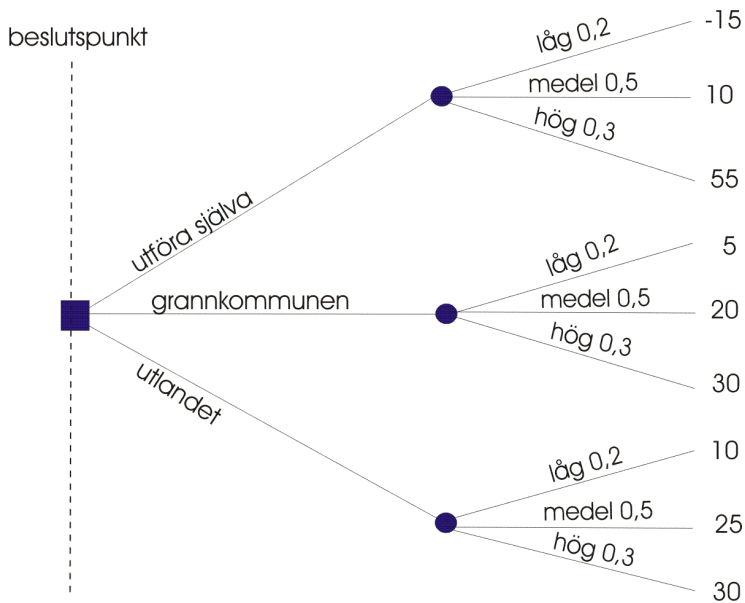 beslutspunkt
låg 0,2
-15
medel 0,5
10
hög 0,3
55
utföra själva
låg 0,2
5
grannkommunen
medel 0,5
20
hög 0,3
30
utlandet
låg 0,2
10
medel 0,5
25
hög 0,3
30